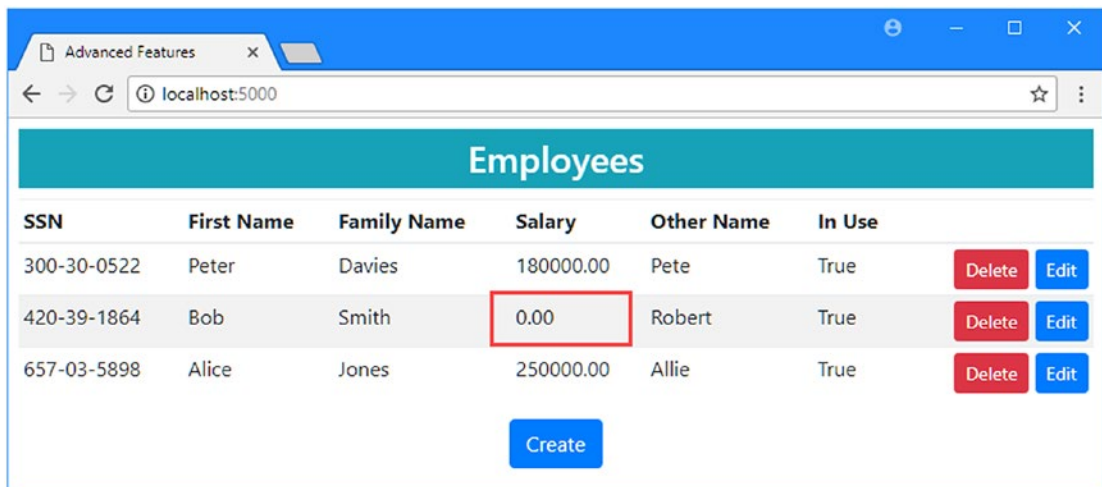 Advanced Features
localhost:5000
Employees
SSN First Name Family Name Salary Other Name In Use
300-30-0522 Peter Davies 180000.00 Pete True Delete Edit
420-39-1864 Bob Smith 0.00 Robert True Delete Edit
657-03-5898 Alice Jones 250000.00 Allie True Delete Edit
Create